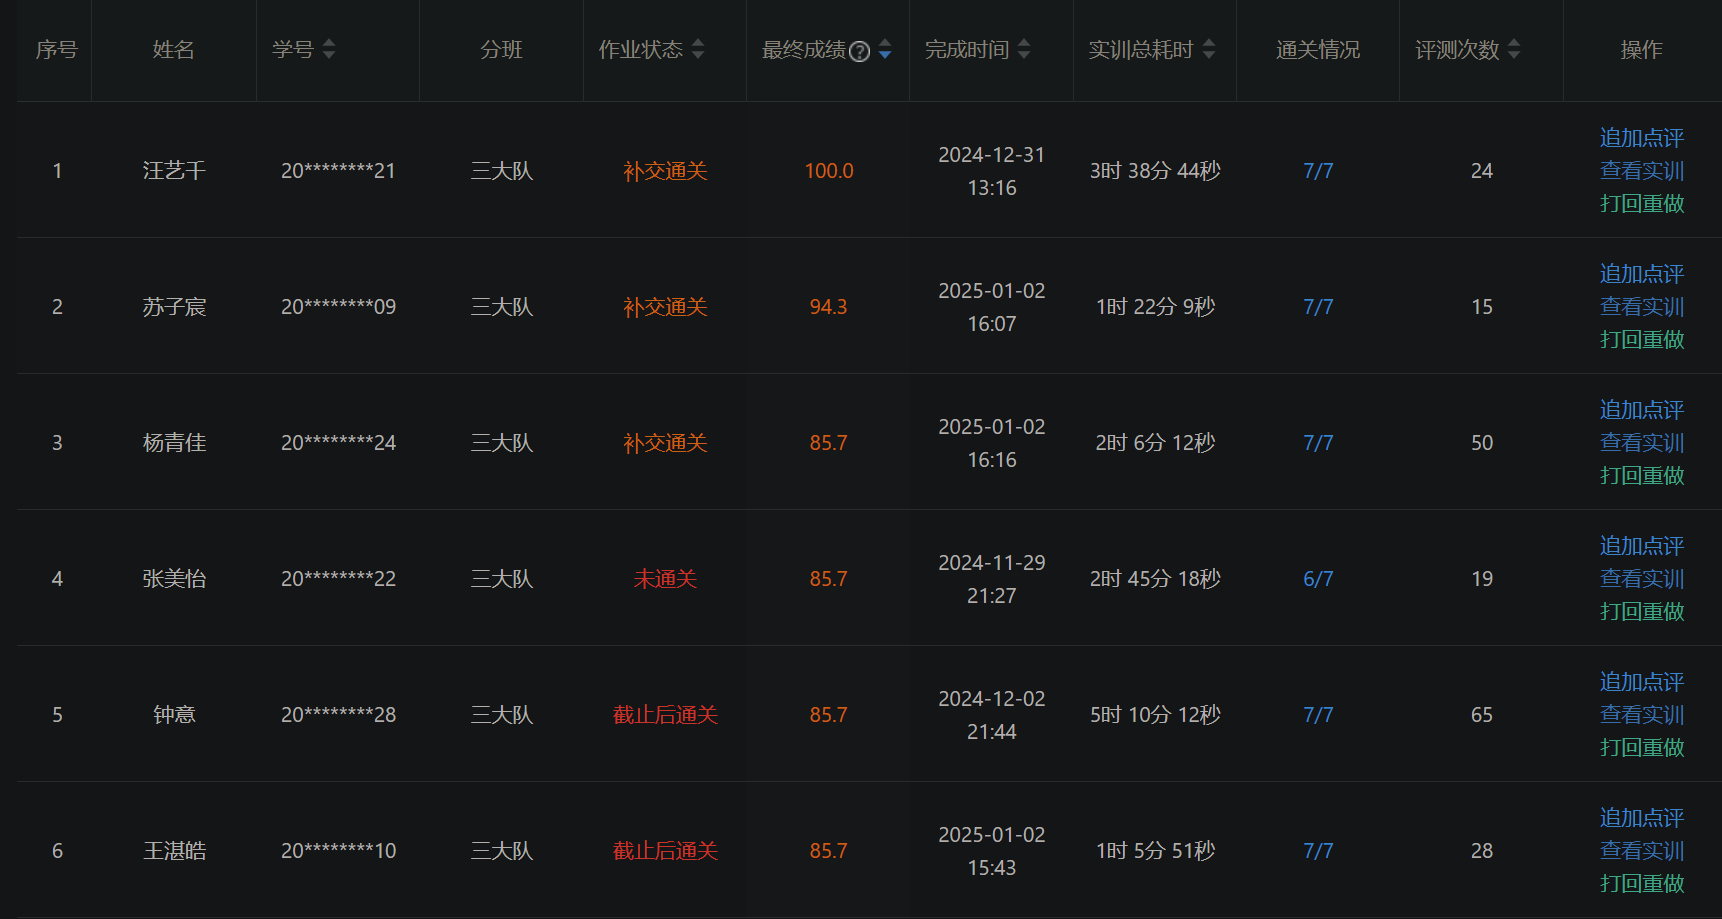 序号 姓名 学号 分班 作业状态 最终成绩 ? 完成时间 实训总耗时 通关情况 评测次数 操作
1 汪艺千 20********21 三大队 补交通关 100.0 2024-12-31 13:16 3时 38分 44秒 7/7 24 追加点评 查看实训 打回重做
2 苏子宸 20********09 三大队 补交通关 94.3 2025-01-02 16:07 1时 22分 9秒 7/7 15 追加点评 查看实训 打回重做
3 杨青佳 20********24 三大队 补交通关 85.7 2025-01-02 16:16 2时 6分 12秒 7/7 50 追加点评 查看实训 打回重做
4 张美怡 20********22 三大队 未通关 85.7 2024-11-29 21:27 2时 45分 18秒 6/7 19 追加点评 查看实训 打回重做
5 钟意 20********28 三大队 截止后通关 85.7 2024-12-02 21:44 5时 10分 12秒 7/7 65 追加点评 查看实训 打回重做
6 王湛皓 20********10 三大队 截止后通关 85.7 2025-01-02 15:43 1时 5分 51秒 7/7 28 追加点评 查看实训 打回重做